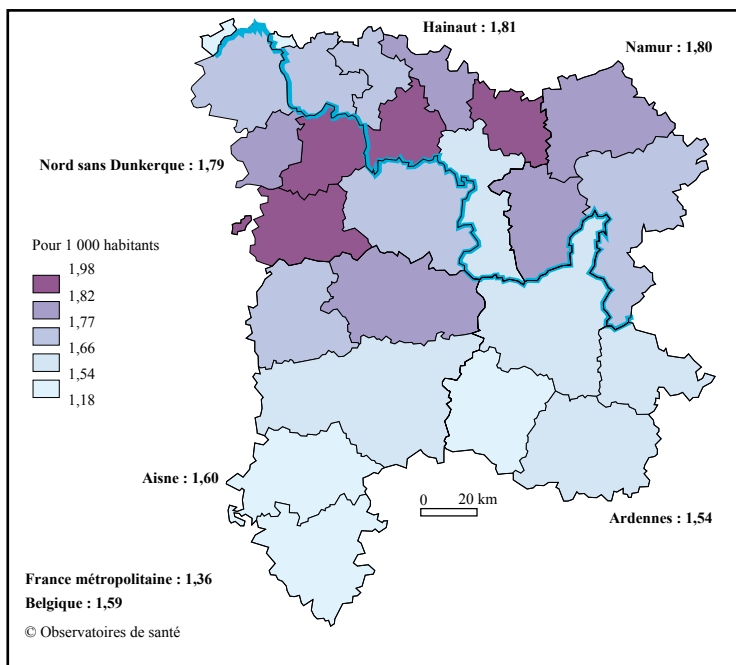 Hainaut : 1,81
Namur : 1,80
Nord sans Dunkerque : 1,79
Pour 1 000 habitants
1,98
1,82
1,77
1,66
1,54
1,18
Aisne : 1,60
0 20 km
Ardennes : 1,54
France métropolitaine : 1,36
Belgique : 1,59
© Observatoires de santé